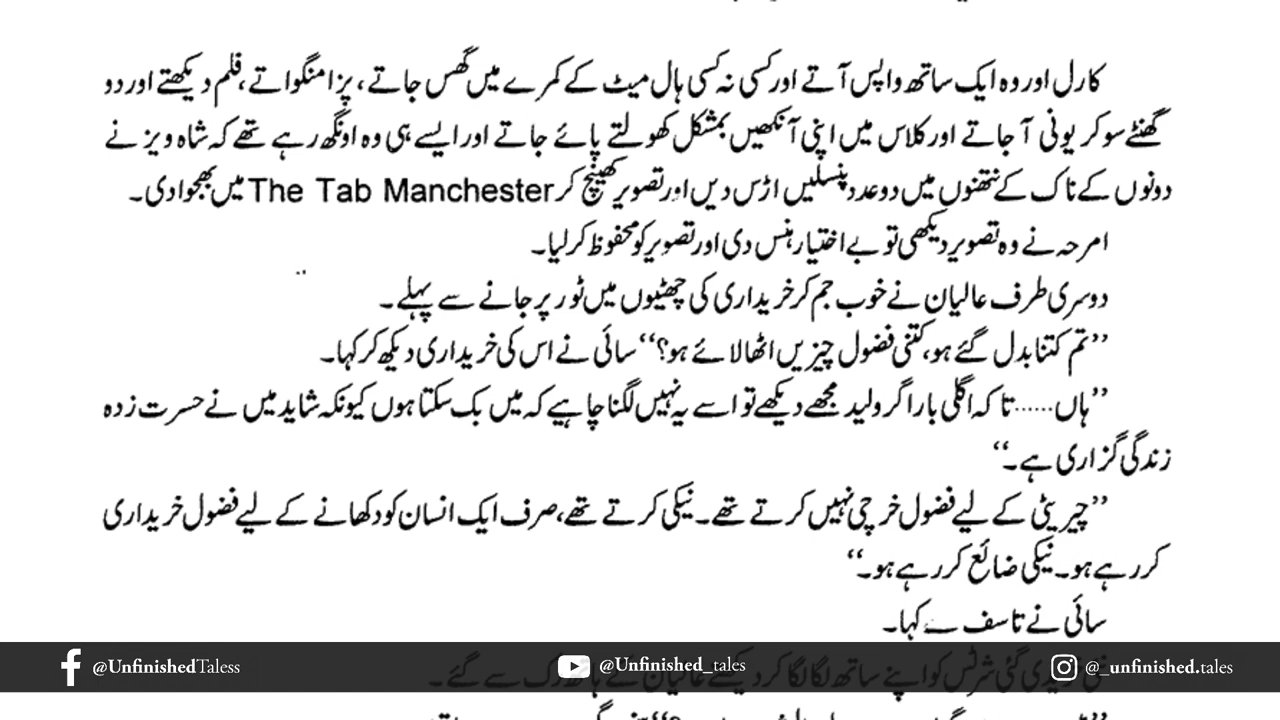 کارل اور وہ ایک ساتھ واپس آتے اور کسی نہ کسی ہال میٹ کے کمرے میں گھس جاتے، پزا منگواتے، فلم دیکھتے اور دو
گھنٹے سو کر یونی آ جاتے اور کلاس میں اپنی آنکھیں بمشکل کھولتے پائے جاتے اور ایسے ہی وہ اونگھ رہے تھے کہ شاہ ویز نے
دونوں کے ناک کے نتھنوں میں دو عدد پنسلیں اڑس دیں اور تصویر کھینچ کر The Tab Manchester میں بھجوا دی۔
امرحہ نے وہ تصویر دیکھی تو بے اختیار ہنس دی اور تصویر کو محفوظ کر لیا۔
دوسری طرف عالیان نے خوب جم کر خریداری کی چھٹیوں میں ٹور پر جانے سے پہلے۔
’’تم کتنا بدل گئے ہو، کتنی فضول چیزیں اٹھا لائے ہو؟‘‘ سائی نے اس کی خریداری دیکھ کر کہا۔
’’ہاں......تا کہ اگلی بار اگر ولید مجھے دیکھے تو اسے یہ نہیں لگنا چاہیے کہ میں بک سکتا ہوں کیونکہ شاید میں نے حسرت زدہ
زندگی گزاری ہے۔‘‘
’’چیریٹی کے لیے فضول خرچی نہیں کرتے تھے۔ نیکی کرتے تھے، صرف ایک انسان کو دکھانے کے لیے فضول خریداری
کر رہے ہو۔ نیکی ضائع کر رہے ہو۔‘‘
سائی نے تاسف سے کہا۔
@UnfinishedTaless
@Unfinished_tales
@_unfinished.tales